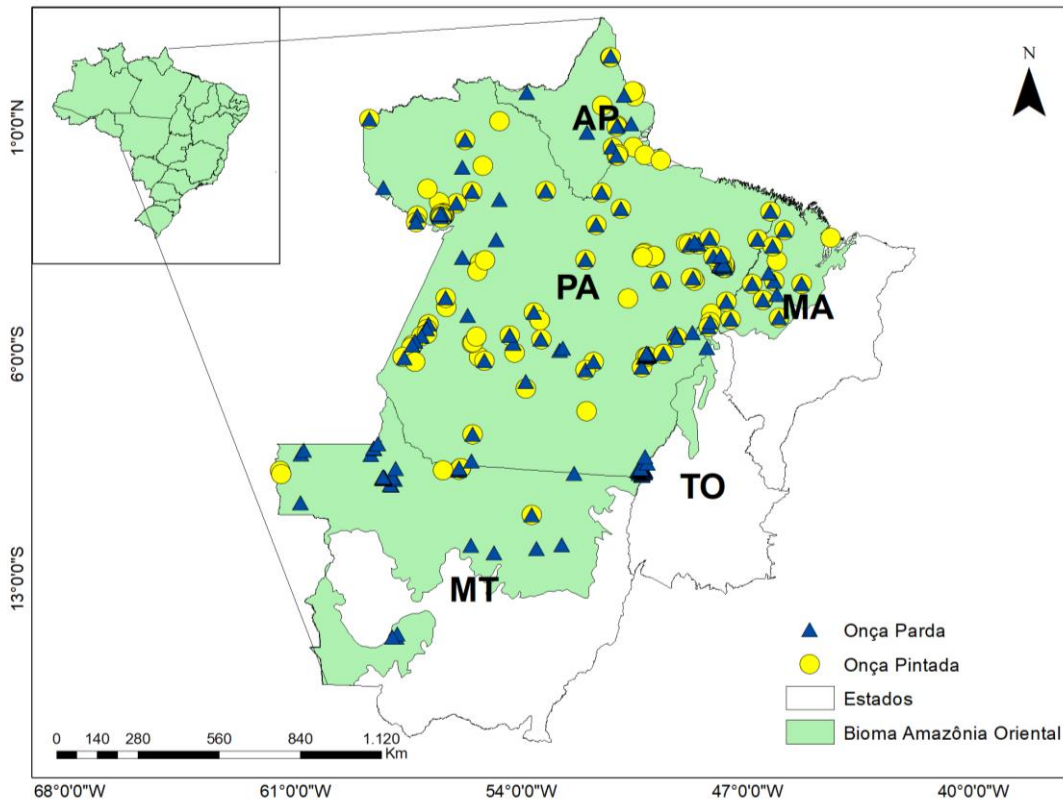 N
1°0'0"N
AP
PA
MA
6°0'0"S
TO
13°0'0"S
MT
Onça Parda
Onça Pintada
Estados
Bioma Amazônia Oriental
0 140 280 560 840 1.120
Km
68°0'0"W 61°0'0"W 54°0'0"W 47°0'0"W 40°0'0"W